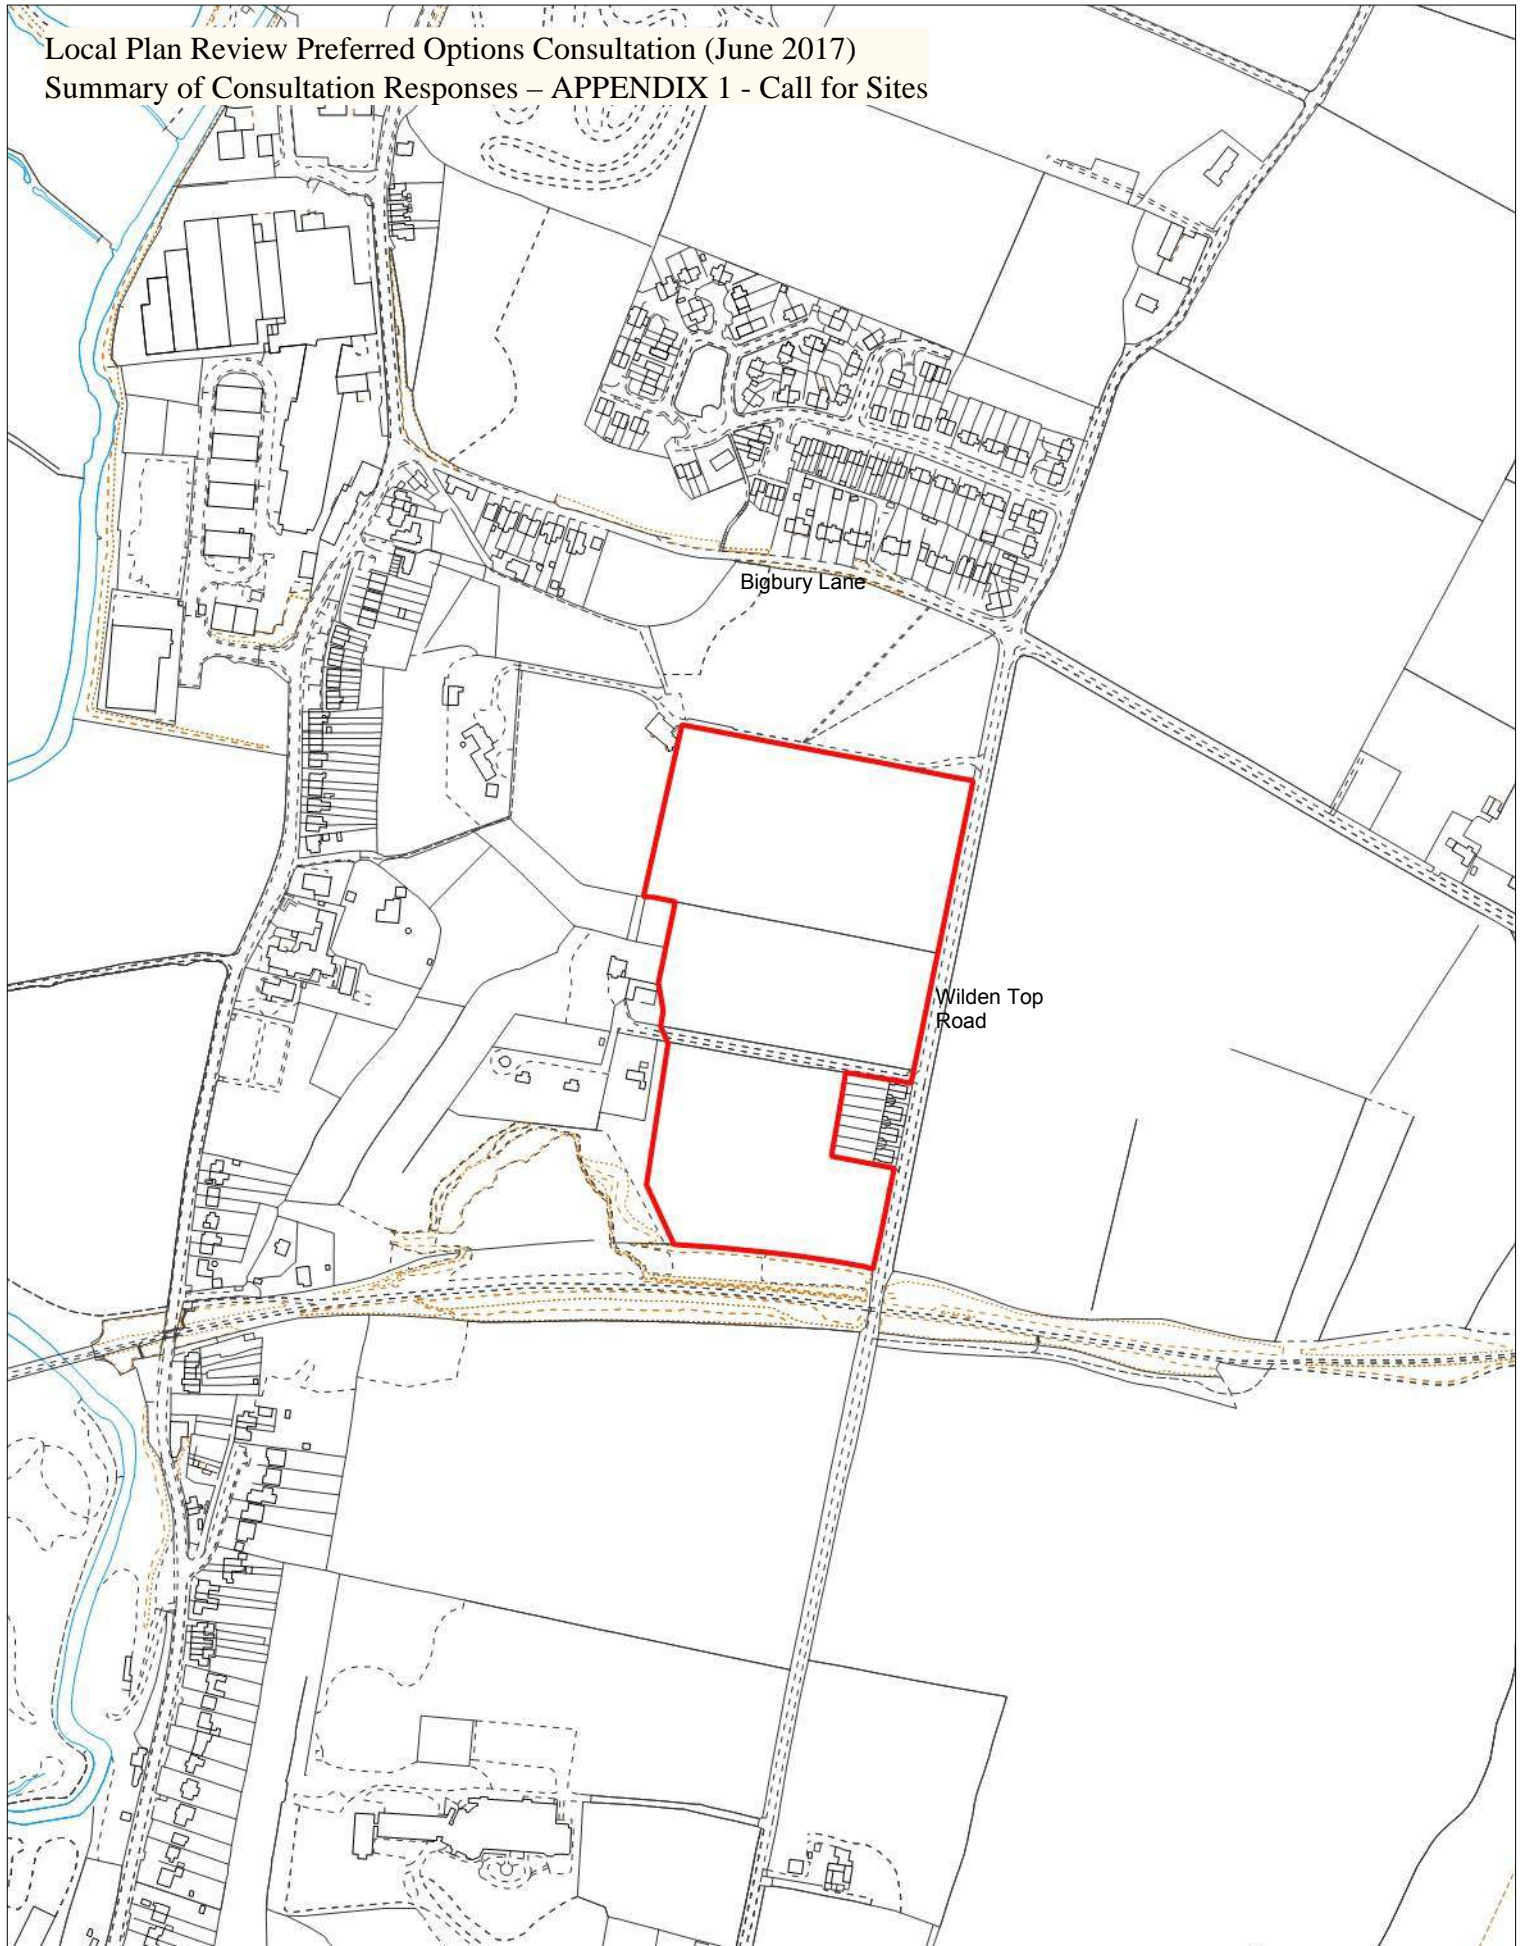 Local Plan Review Preferred Options Consultation (June 2017)
Summary of Consultation Responses – APPENDIX 1 - Call for Sites
Bigbury Lane
Wilden Top
Road